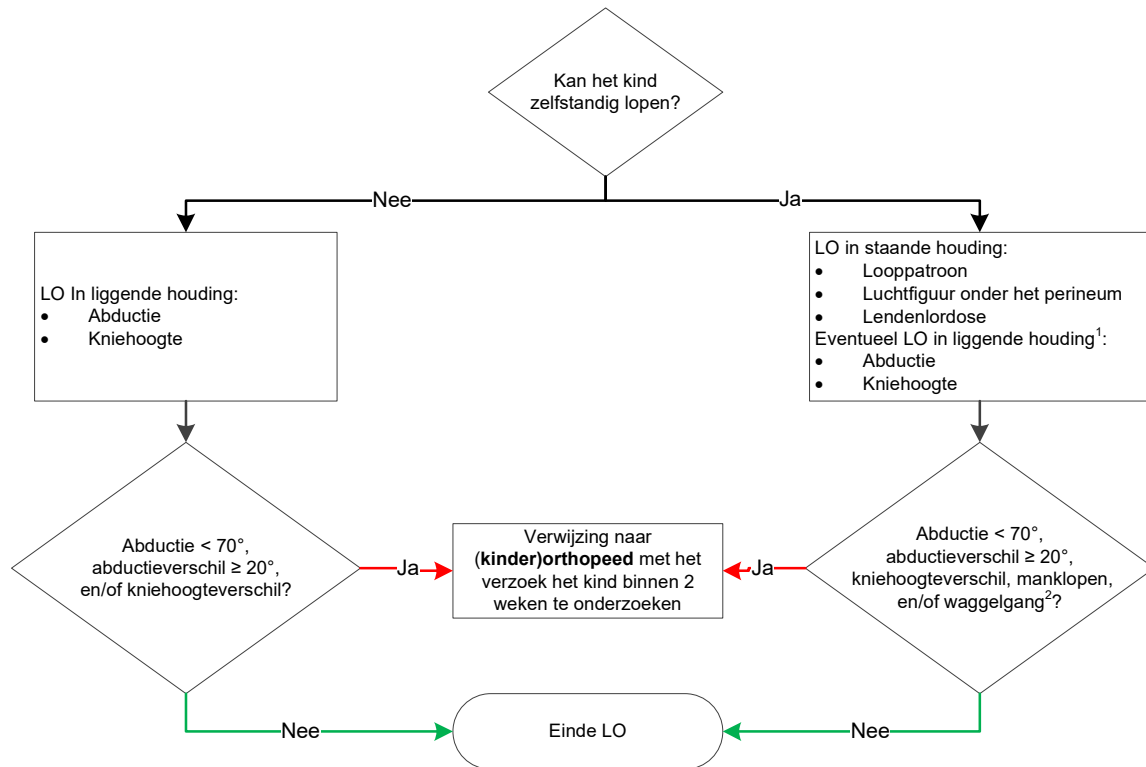 Kan het kind
zelfstandig lopen?
Nee
Ja
LO In liggende houding:
• Abductie
• Kniehoogte
LO in staande houding:
• Looppatroon
• Luchtfiguur onder het perineum
• Lendenlordose
Eventueel LO in liggende houding¹:
• Abductie
• Kniehoogte
Abductie < 70°,
abductieverschil ≥ 20°,
en/of kniehoogteverschil?
Ja
Verwijzing naar
(kinder)orthopeed met het
verzoek het kind binnen 2
weken te onderzoeken
Ja
Abductie < 70°,
abductieverschil ≥ 20°,
kniehoogteverschil, manklopen,
en/of waggelgang²?
Nee
Einde LO
Nee